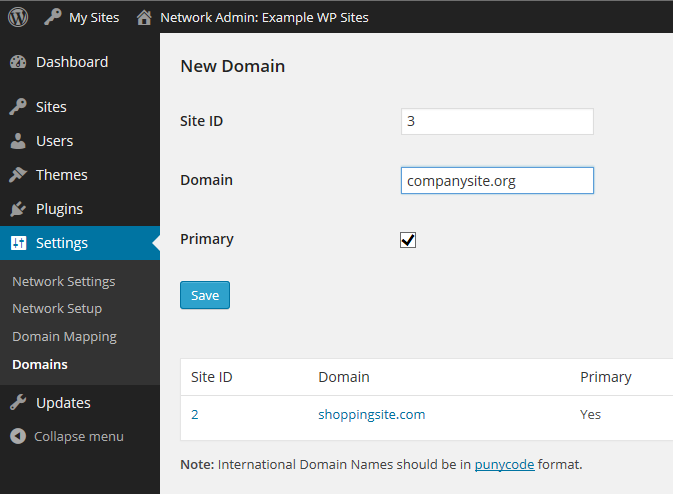 My Sites Network Admin: Example WP Sites
Dashboard
Sites
Users
Themes
Plugins
Settings
Network Settings
Network Setup
Domain Mapping
Domains
Updates
Collapse menu
New Domain
Site ID 3
Domain companysite.org
Primary
Save
Site ID Domain Primary
2 shoppingsite.com Yes
Note: International Domain Names should be in punycode format.